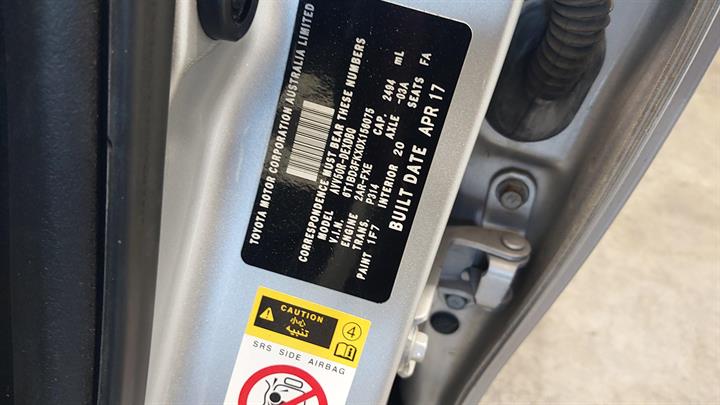 TOYOTA MOTOR CORPORATION AUSTRALIA LIMITED
CORRESPONDENCE MUST BEAR THESE NUMBERS
MODEL AVV50R-DEXDBQ
V.I.N. 6T1BD3FKX0X156075
ENGINE 2AR-FXE CAP. 2494 mL
TRANS. P314 AXLE -03A
PAINT 1F7 INTERIOR 20 SEATS FA
BUILT DATE APR 17
CAUTION
تنبيه
4
SRS SIDE AIRBAG